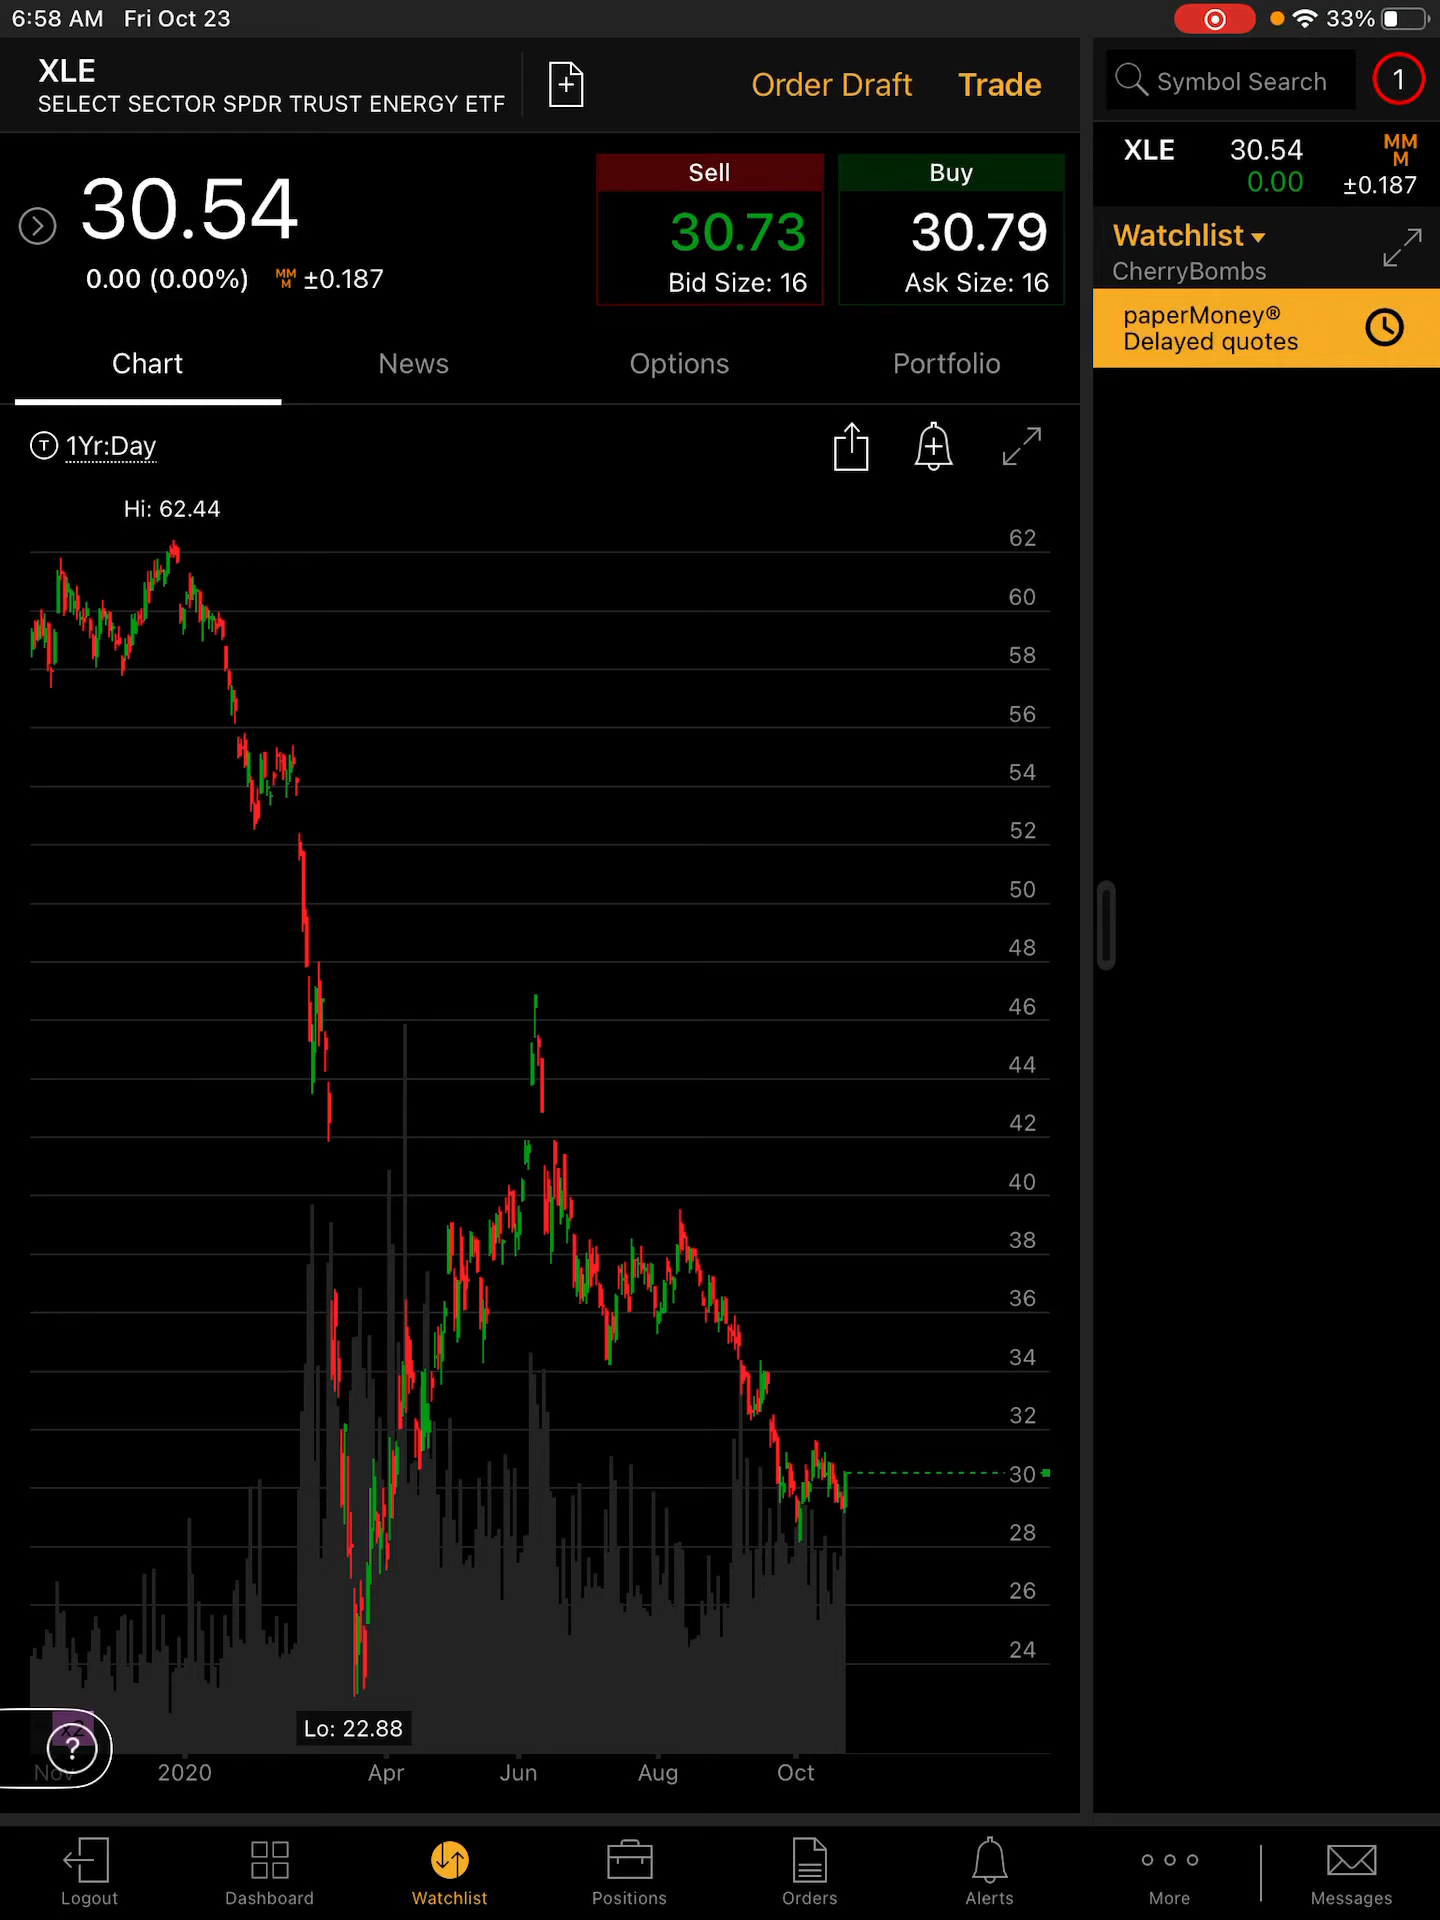 6:58 AM Fri Oct 23
33%
XLE
SELECT SECTOR SPDR TRUST ENERGY ETF
Order Draft
Trade
Symbol Search
1
30.54
0.00 (0.00%)
MM
M
±0.187
Sell
30.73
Bid Size: 16
Buy
30.79
Ask Size: 16
XLE
30.54
0.00
MM
M
±0.187
Watchlist
CherryBombs
paperMoney®
Delayed quotes
Chart
News
Options
Portfolio
T 1Yr:Day
Hi: 62.44
62
60
58
56
54
52
50
48
46
44
42
40
38
36
34
32
30
28
26
24
Lo: 22.88
?
Nov
2020
Apr
Jun
Aug
Oct
Logout
Dashboard
Watchlist
Positions
Orders
Alerts
More
Messages